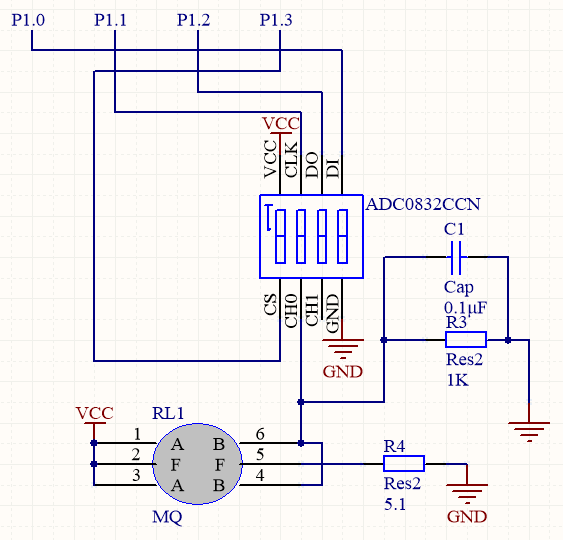 P1.0 P1.1 P1.2 P1.3
VCC
VCC CLK DO DI
ADC0832CCN
C1
Cap
0.1μF
CS CH0 CH1 GND
R3
Res2
1K
GND
VCC RL1
1 A B 6
2 F F 5
3 A B 4
MQ
R4
Res2
5.1
GND